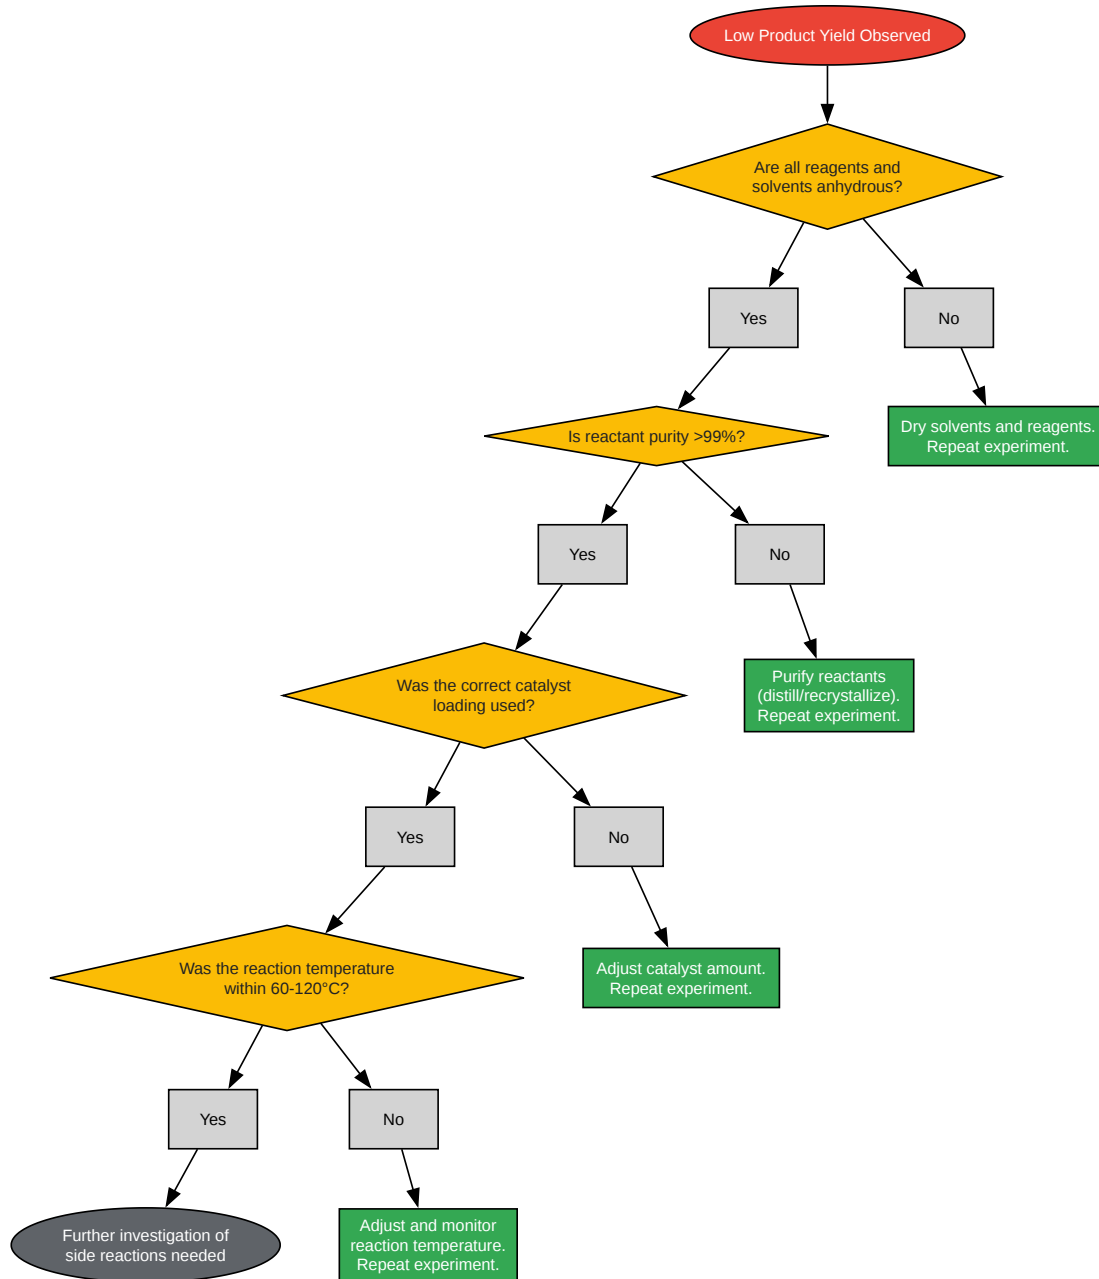 Low Product Yield Observed
Are all reagents and
solvents anhydrous?
Yes
No
Is reactant purity >99%?
Dry solvents and reagents.
Repeat experiment.
Yes
No
Was the correct catalyst
loading used?
Purify reactants
(distill/recrystallize).
Repeat experiment.
Yes
No
Was the reaction temperature
within 60-120°C?
Adjust catalyst amount.
Repeat experiment.
Yes
No
Further investigation of
side reactions needed
Adjust and monitor
reaction temperature.
Repeat experiment.